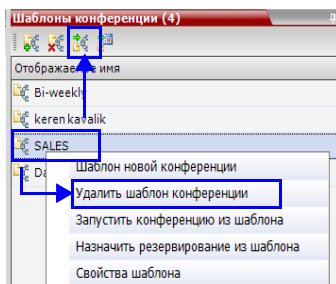 Шаблоны конференции (4)
Отображаемое имя
Bi-weekly
keren kavalik
SALES
Шаблон новой конференции
Удалить шаблон конференции
Запустить конференцию из шаблона
Назначить резервирование из шаблона
Свойства шаблона